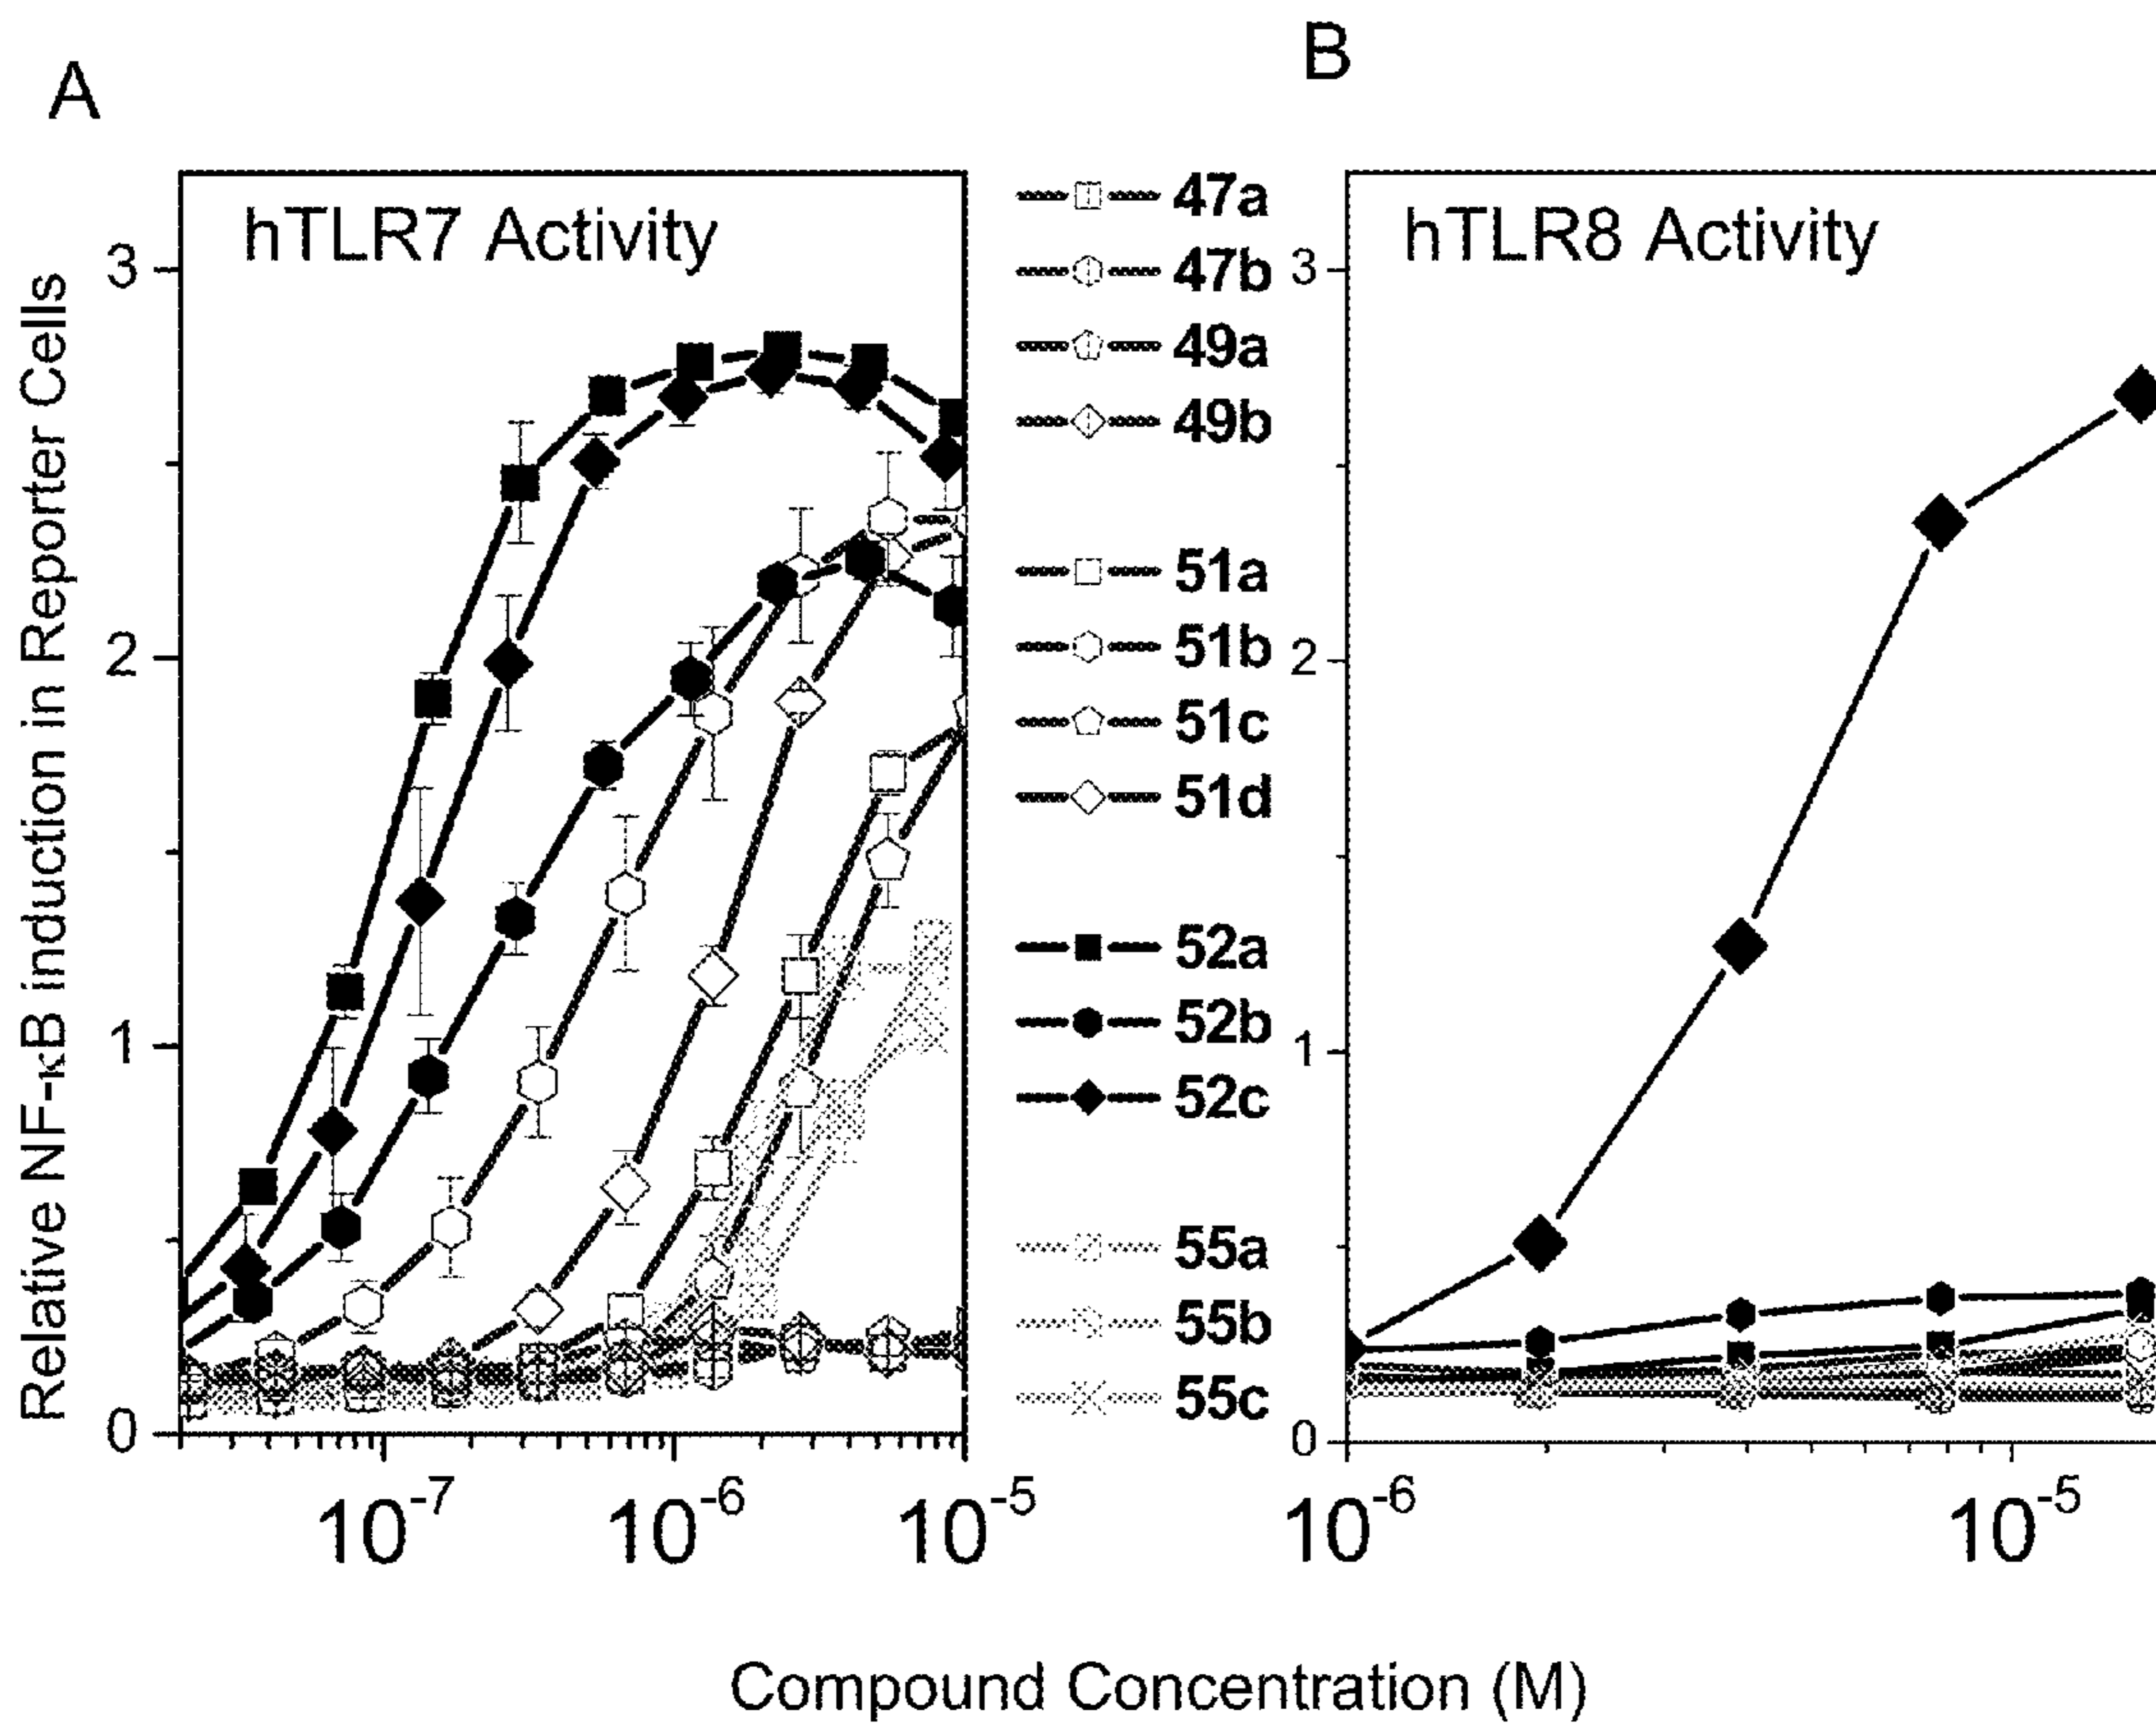 A
B
Relative NF-κB induction in Reporter Cells
hTLR7 Activity
3
2
1
0
10-7
10-6
10-5
47a
47b
49a
49b
51a
51b
51c
51d
52a
52b
52c
55a
55b
55c
hTLR8 Activity
3
2
1
0
10-6
10-5
Compound Concentration (M)